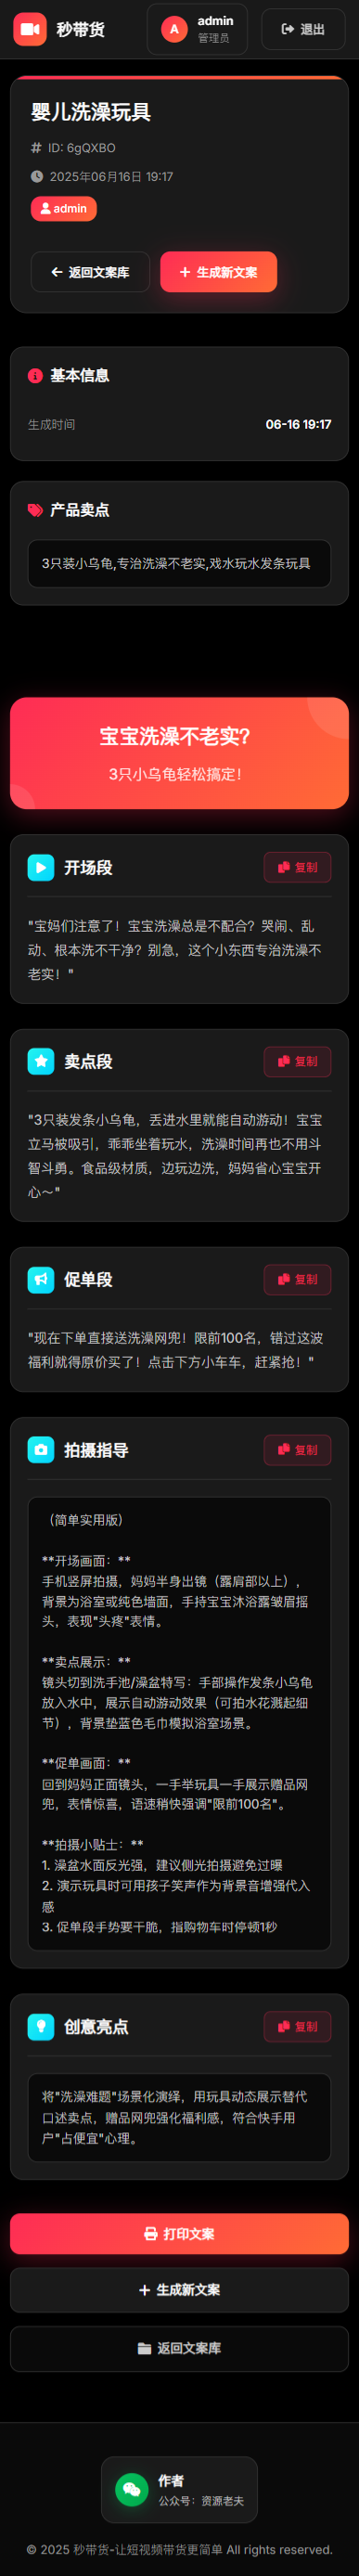 秒带货
A
admin
管理员
退出
婴儿洗澡玩具
# ID: 6gQXBO
2025年06月16日 19:17
admin
返回文案库
生成新文案
基本信息
生成时间
06-16 19:17
产品卖点
3只装小乌龟,专治洗澡不老实,戏水玩水发条玩具
宝宝洗澡不老实？
3只小乌龟轻松搞定！
开场段
复制
"宝妈们注意了！宝宝洗澡总是不配合？哭闹、乱
动、根本洗不干净？别急，这个小东西专治洗澡不
老实！"
卖点段
复制
"3只装发条小乌龟，丢进水里就能自动游动！宝宝
立马被吸引，乖乖坐着玩水，洗澡时间再也不用斗
智斗勇。食品级材质，边玩边洗，妈妈省心宝宝开
心～"
促单段
复制
"现在下单直接送洗澡网兜！限前100名，错过这波
福利就得原价买了！点击下方小车车，赶紧抢！"
拍摄指导
复制
（简单实用版）
**开场画面：**
手机竖屏拍摄，妈妈半身出镜（露肩部以上），
背景为浴室或纯色墙面，手持宝宝沐浴露皱眉摇
头，表现"头疼"表情。
**卖点展示：**
镜头切到洗手池/澡盆特写：手部操作发条小乌龟
放入水中，展示自动游动效果（可拍水花溅起细
节），背景垫蓝色毛巾模拟浴室场景。
**促单画面：**
回到妈妈正面镜头，一手举玩具一手展示赠品网
兜，表情惊喜，语速稍快强调"限前100名"。
**拍摄小贴士：**
1. 澡盆水面反光强，建议侧光拍摄避免过曝
2. 演示玩具时可用孩子笑声作为背景音增强代入
感
3. 促单段手势要干脆，指购物车时停顿1秒
创意亮点
复制
将"洗澡难题"场景化演绎，用玩具动态展示替代
口述卖点，赠品网兜强化福利感，符合快手用
户"占便宜"心理。
打印文案
生成新文案
返回文案库
作者
公众号：资源老夫
© 2025 秒带货-让短视频带货更简单 All rights reserved.